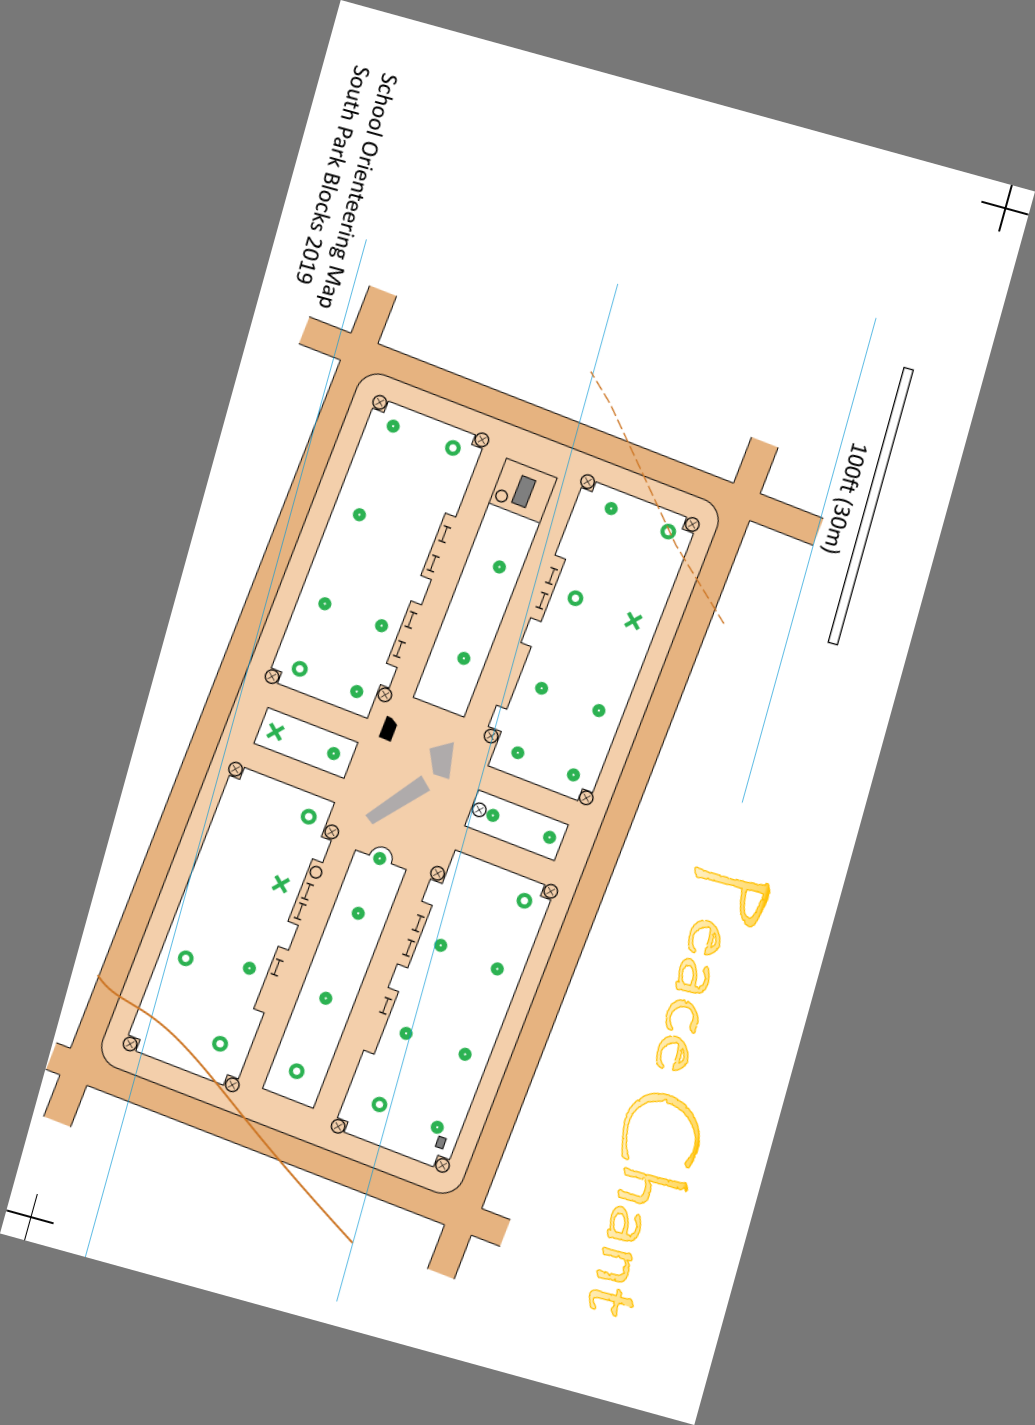 School Orienteering Map
South Park Blocks 2019
100ft (30m)
Peace Chant